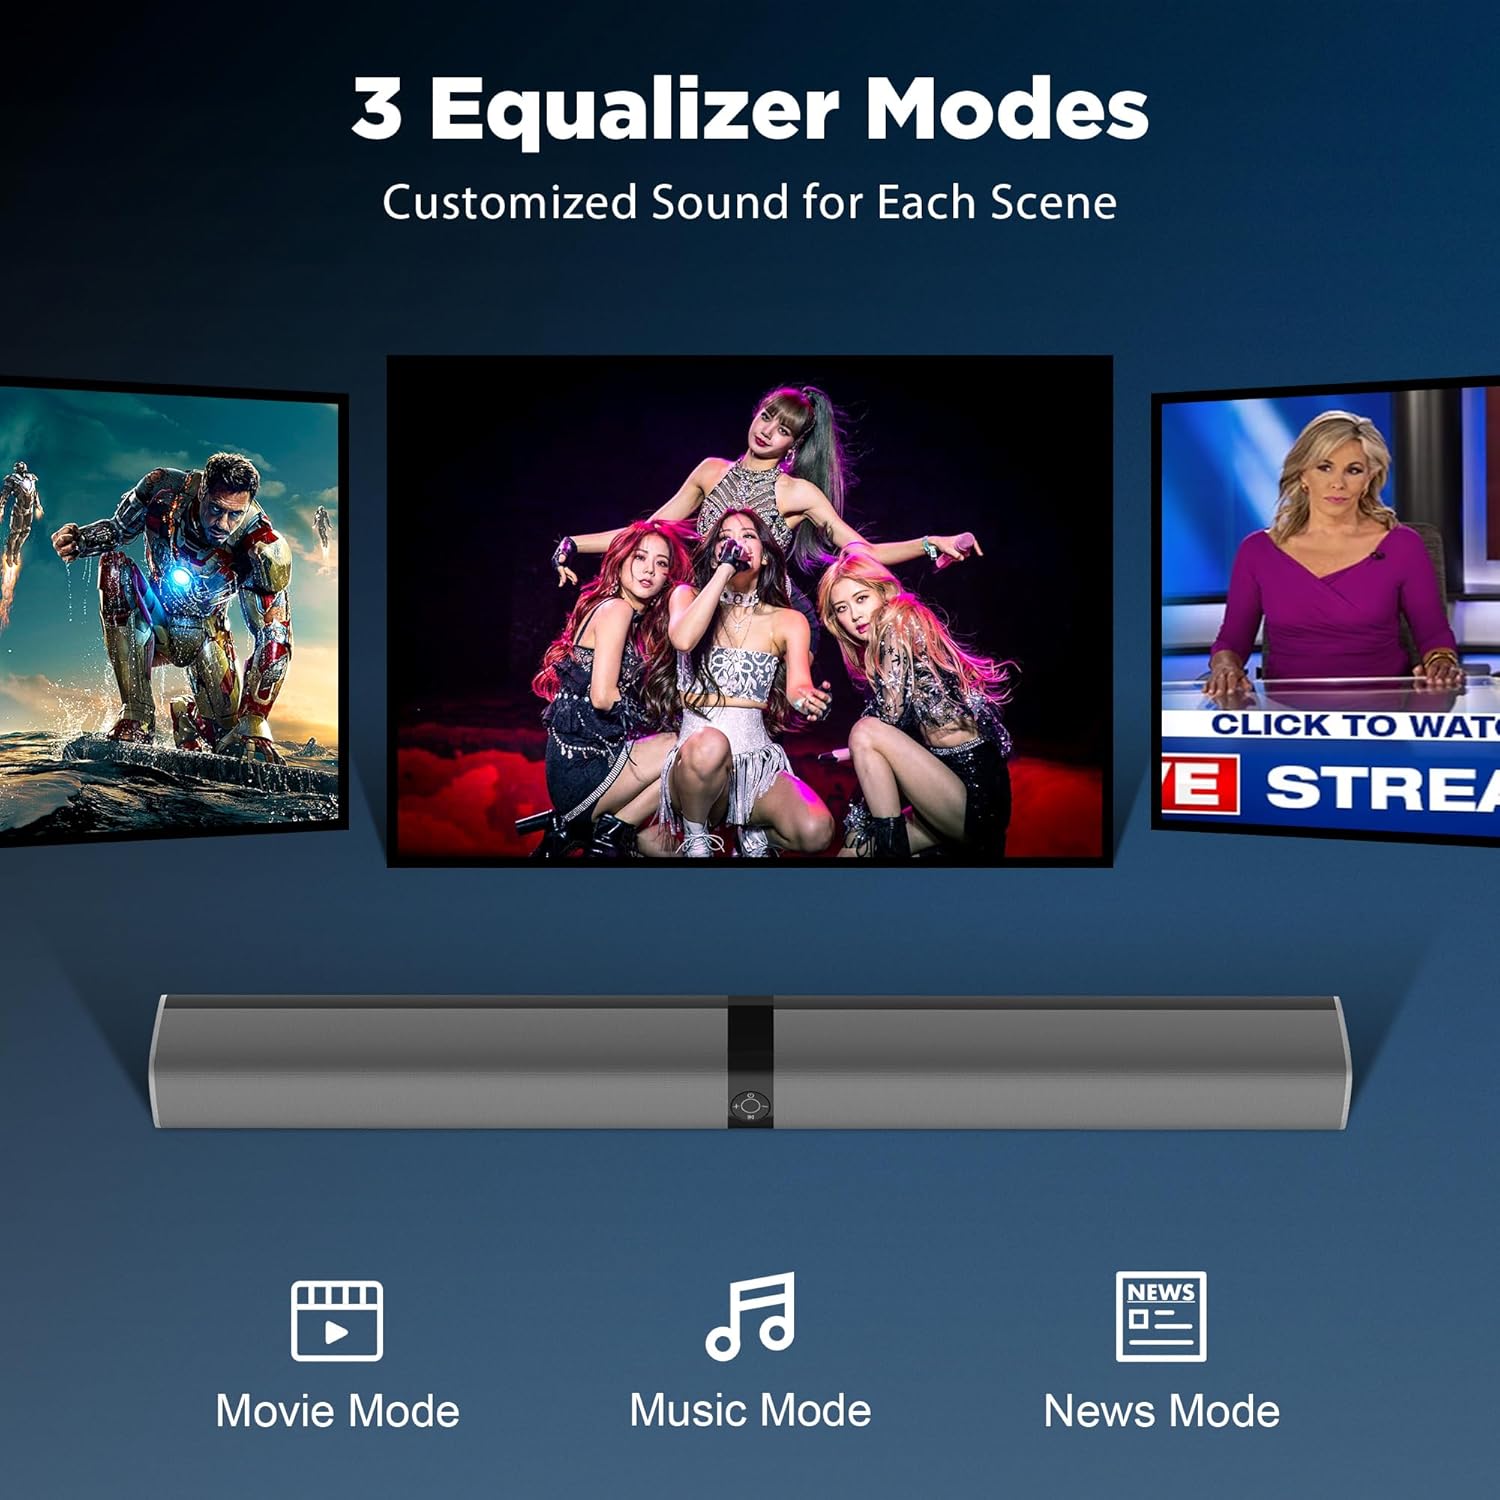 3 Equalizer Modes
Customized Sound for Each Scene
CLICK TO WATC
VE STREA
NEWS
Movie Mode
Music Mode
News Mode